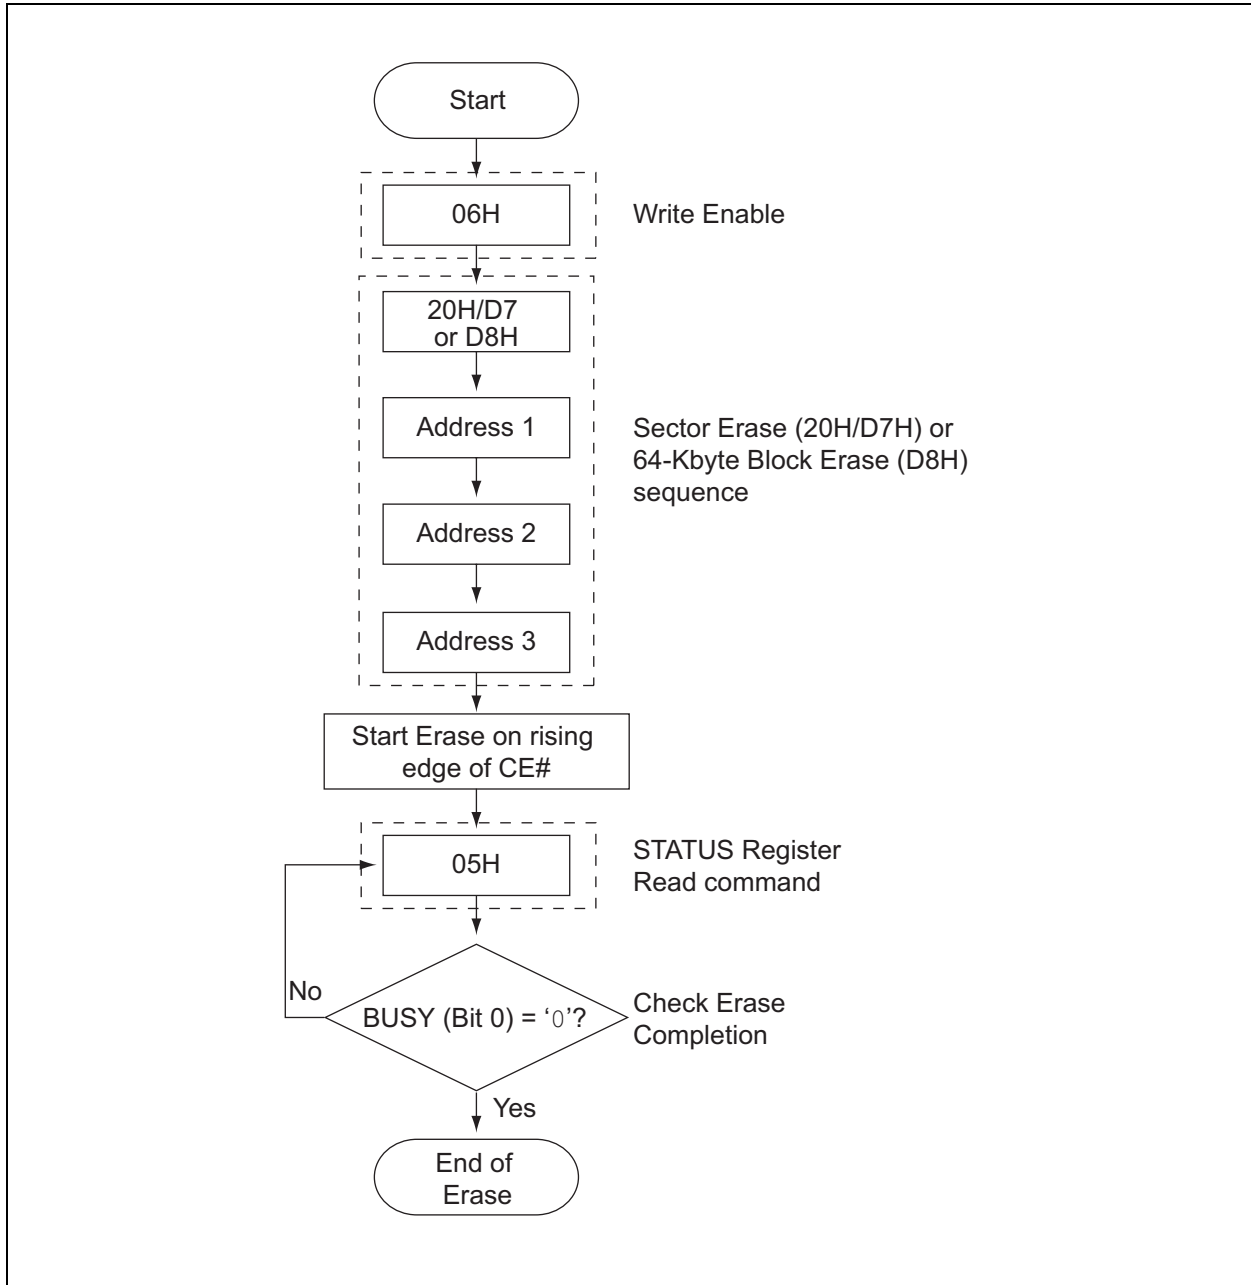 Start
06H
Write Enable
20H/D7
or D8H
Address 1
Sector Erase (20H/D7H) or
64-Kbyte Block Erase (D8H)
sequence
Address 2
Address 3
Start Erase on rising
edge of CE#
05H
STATUS Register
Read command
No
BUSY (Bit 0) = ‘0’?
Check Erase
Completion
Yes
End of
Erase